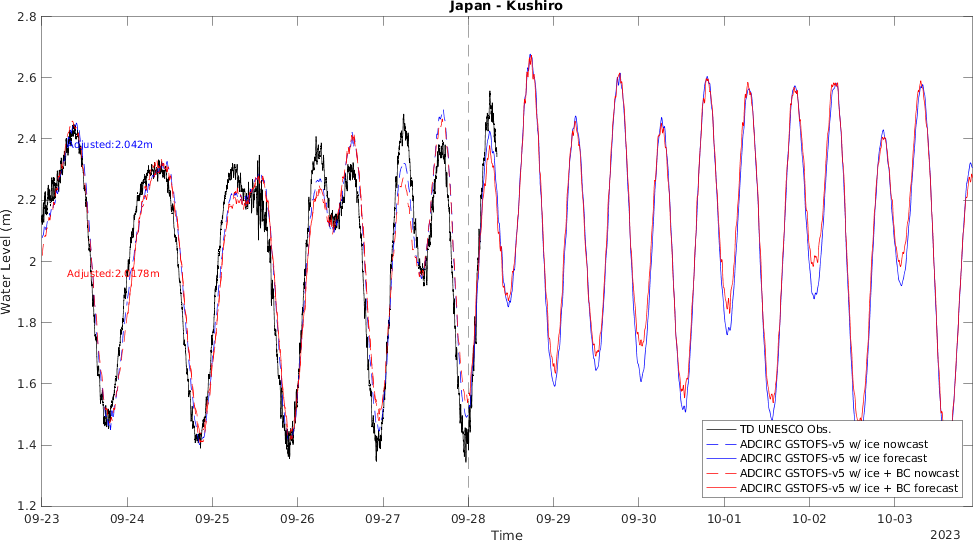 Japan - Kushiro
2.8
2.6
2.4
2.2
2
1.8
1.6
1.4
1.2
Water Level (m)
Adjusted:2.042m
Adjusted:2.0178m
TD UNESCO Obs.
ADCIRC GSTOFS-v5 w/ ice nowcast
ADCIRC GSTOFS-v5 w/ ice forecast
ADCIRC GSTOFS-v5 w/ ice + BC nowcast
ADCIRC GSTOFS-v5 w/ ice + BC forecast
09-23 09-24 09-25 09-26 09-27 09-28 09-29 09-30 10-01 10-02 10-03
Time
2023